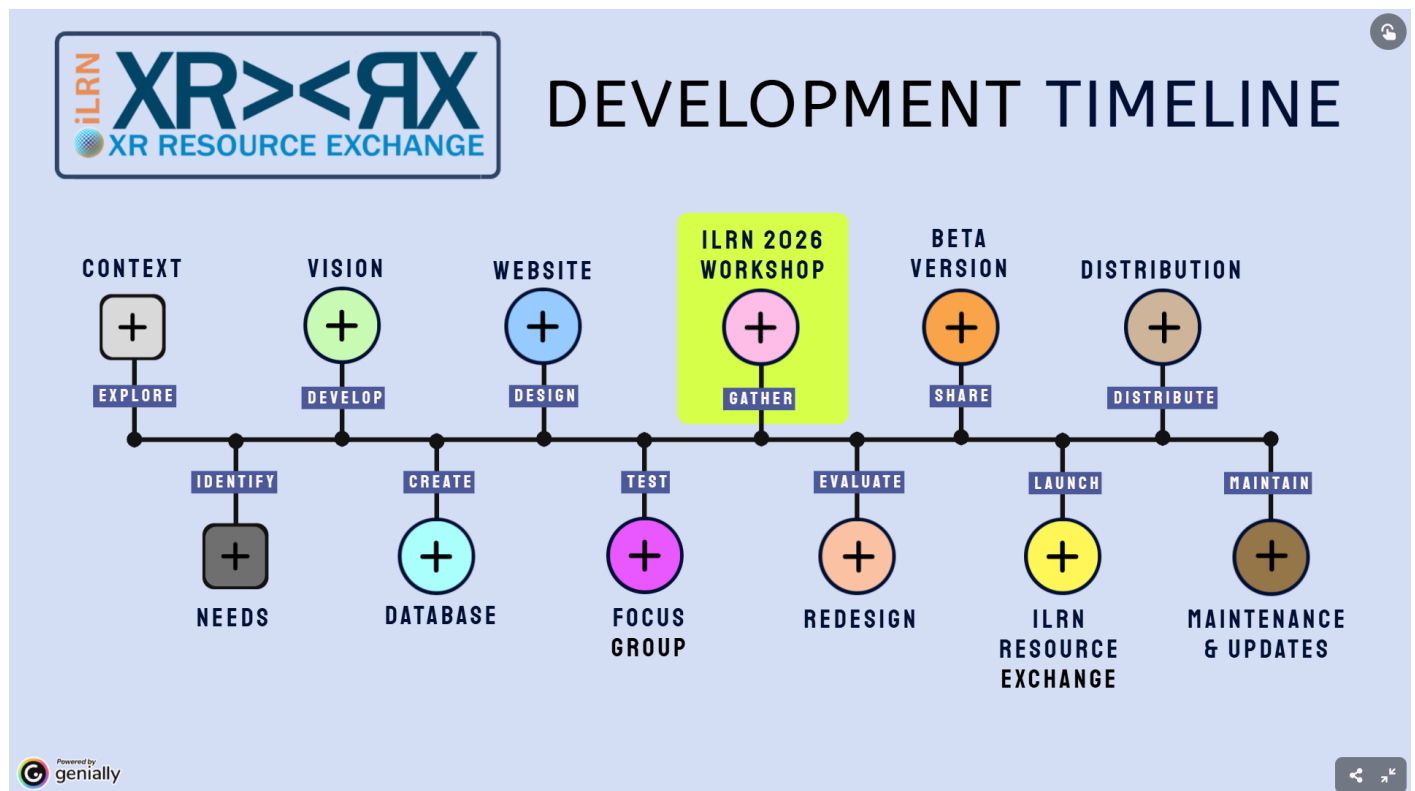 iLRN
XR><RX
XR RESOURCE EXCHANGE
DEVELOPMENT TIMELINE
CONTEXT
EXPLORE
IDENTIFY
NEEDS
VISION
DEVELOP
CREATE
DATABASE
WEBSITE
DESIGN
TEST
FOCUS
GROUP
ILRN 2026
WORKSHOP
GATHER
EVALUATE
REDESIGN
BETA
VERSION
SHARE
LAUNCH
ILRN
RESOURCE
EXCHANGE
DISTRIBUTION
DISTRIBUTE
MAINTAIN
MAINTENANCE
& UPDATES
Powered by
genially